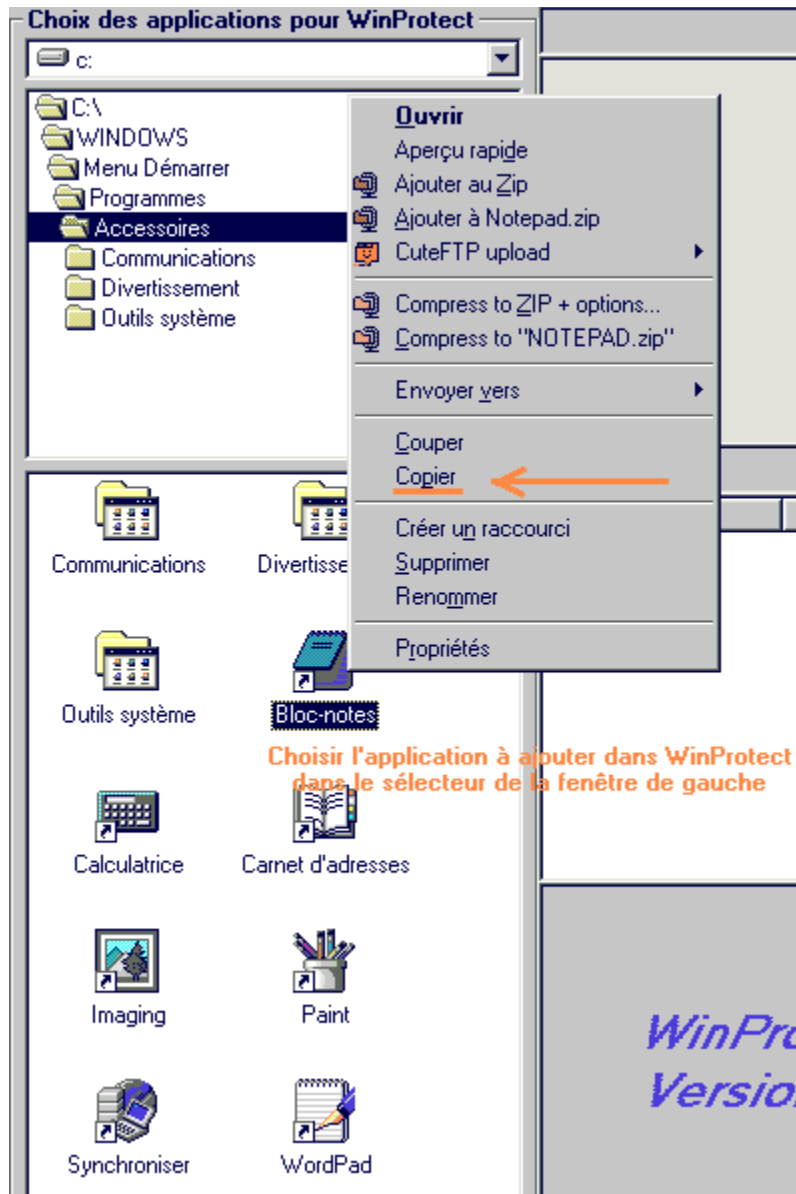 Choix des applications pour WinProtect
c:
C:\
WINDOWS
Menu Démarrer
Programmes
Accessoires
Communications
Divertissement
Outils système
Ouvrir
Aperçu rapide
Ajouter au Zip
Ajouter à Notepad.zip
CuteFTP upload
Compress to ZIP + options...
Compress to "NOTEPAD.zip"
Envoyer vers
Couper
Copier
Créer un raccourci
Supprimer
Renommer
Propriétés
Communications
Divertisse
Outils système
Bloc-notes
Choisir l'application à ajouter dans WinProtect
dans le sélecteur de la fenêtre de gauche
Calculatrice
Carnet d'adresses
Imaging
Paint
Synchroniser
WordPad
WinPro
Version